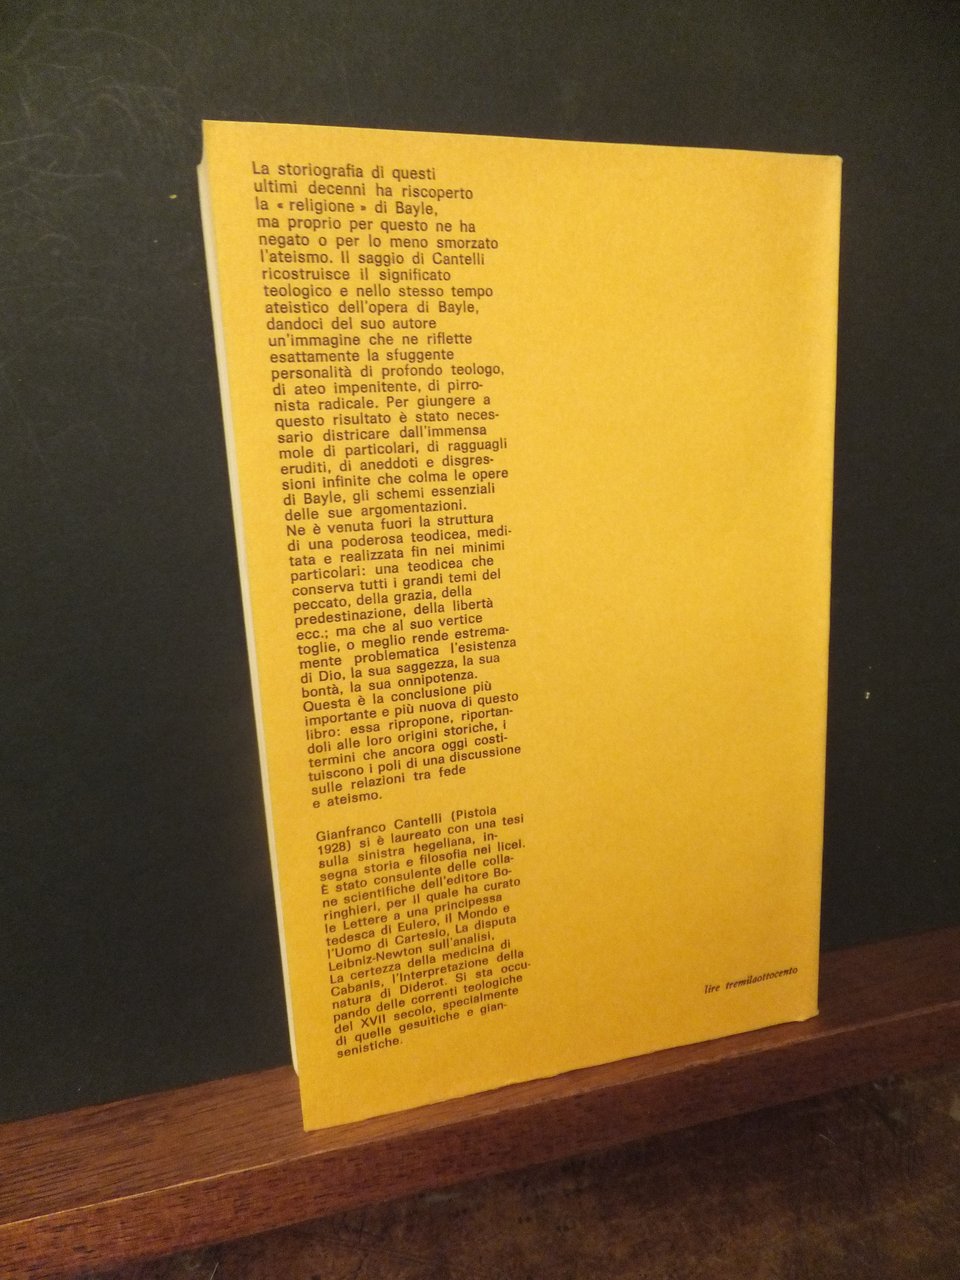 La storiografia di questi
ultimi decenni ha riscoperto
la « religione » di Bayle,
ma proprio per questo ne ha
negato o per lo meno smorzato
l'ateismo. Il saggio di Cantelli
ricostruisce il significato
teologico e nello stesso tempo
ateistico dell'opera di Bayle,
dandoci del suo autore
un'immagine che ne riflette
esattamente la sfuggente
personalità di profondo teologo,
di ateo impenitente, di pirro-
nista radicale. Per giungere a
questo risultato è stato neces-
sario districare dall'immensa
mole di particolari, di ragguagli
eruditi, di aneddoti e disgres-
sioni infinite che colma le opere
di Bayle, gli schemi essenziali
delle sue argomentazioni.
Ne è venuta fuori la struttura
di una poderosa teodicea, medi-
tata e realizzata fin nei minimi
particolari: una teodicea che
conserva tutti i grandi temi del
peccato, della grazia, della
predestinazione, della libertà
ecc.; ma che al suo vertice
toglie, o meglio rende estrema-
mente problematica l'esistenza
di Dio, la sua saggezza, la sua
bontà, la sua onnipotenza.
Questa è la conclusione più
importante e più nuova di questo
libro: essa ripropone, riportan-
doli alle loro origini storiche, i
termini che ancora oggi costi-
tuiscono i poli di una discussione
sulle relazioni tra fede
e ateismo.
Gianfranco Cantelli (Pistoia
1928) si è laureato con una tesi
sulla sinistra hegeliana, in-
segna storia e filosofia nei licei.
È stato consulente delle colla-
ne scientifiche dell'editore Bo-
ringhieri, per il quale ha curato
le Lettere a una principessa
tedesca di Eulero, Il Mondo e
l'Uomo di Cartesio, La disputa
Leibniz-Newton sull'analisi,
La certezza della medicina di
Cabanis, l'Interpretazione della
natura di Diderot. Si sta occu-
pando delle correnti teologiche
del XVII secolo, specialmente
di quelle gesuitiche e gian-
senistiche.
lire tremilaottocento